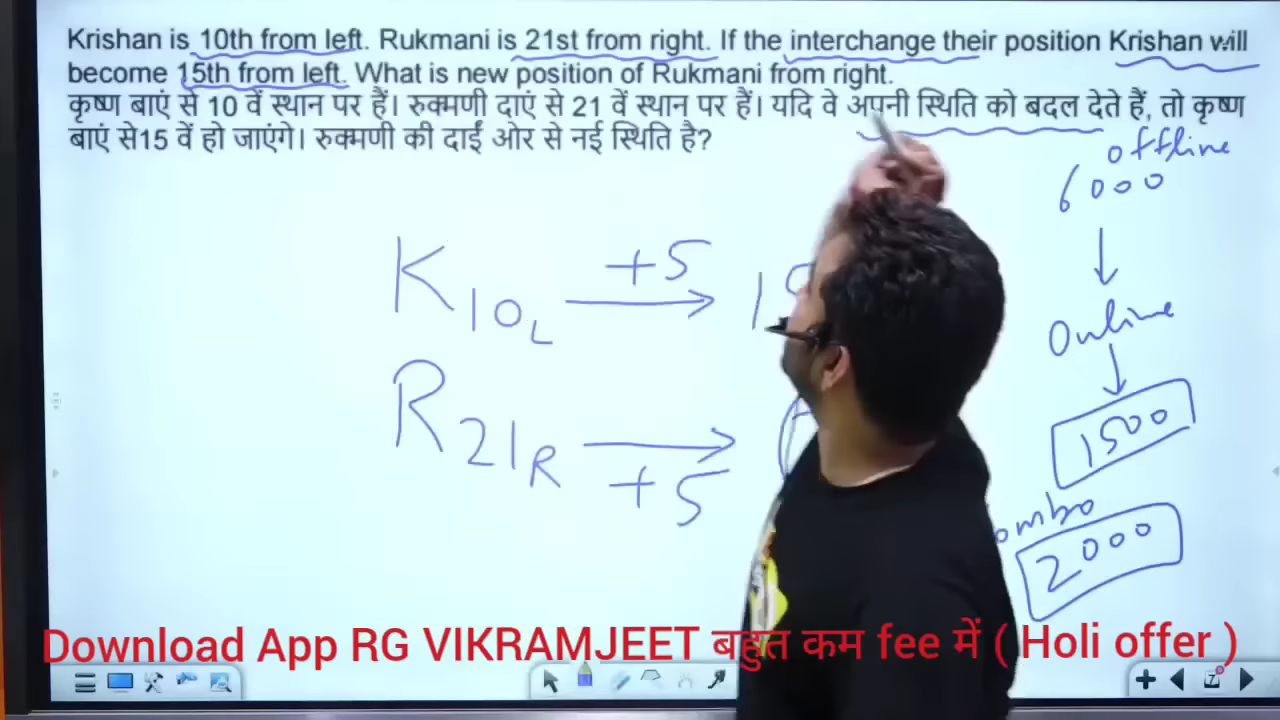 Krishan is 10th from left. Rukmani is 21st from right. If the interchange their position Krishan will
become 15th from left. What is new position of Rukmani from right.
कृष्ण बाएं से 10 वें स्थान पर हैं। रुक्मणी दाएं से 21 वें स्थान पर हैं। यदि वे अपनी स्थिति को बदल देते हैं, तो कृष्ण
बाएं से15 वें हो जाएंगे। रुक्मणी की दाईं ओर से नई स्थिति है?
offline
6000
K10L +5
Online
R21R +5
1500
2000
Download App RG VIKRAMJEET बहुत कम fee में ( Holi offer )